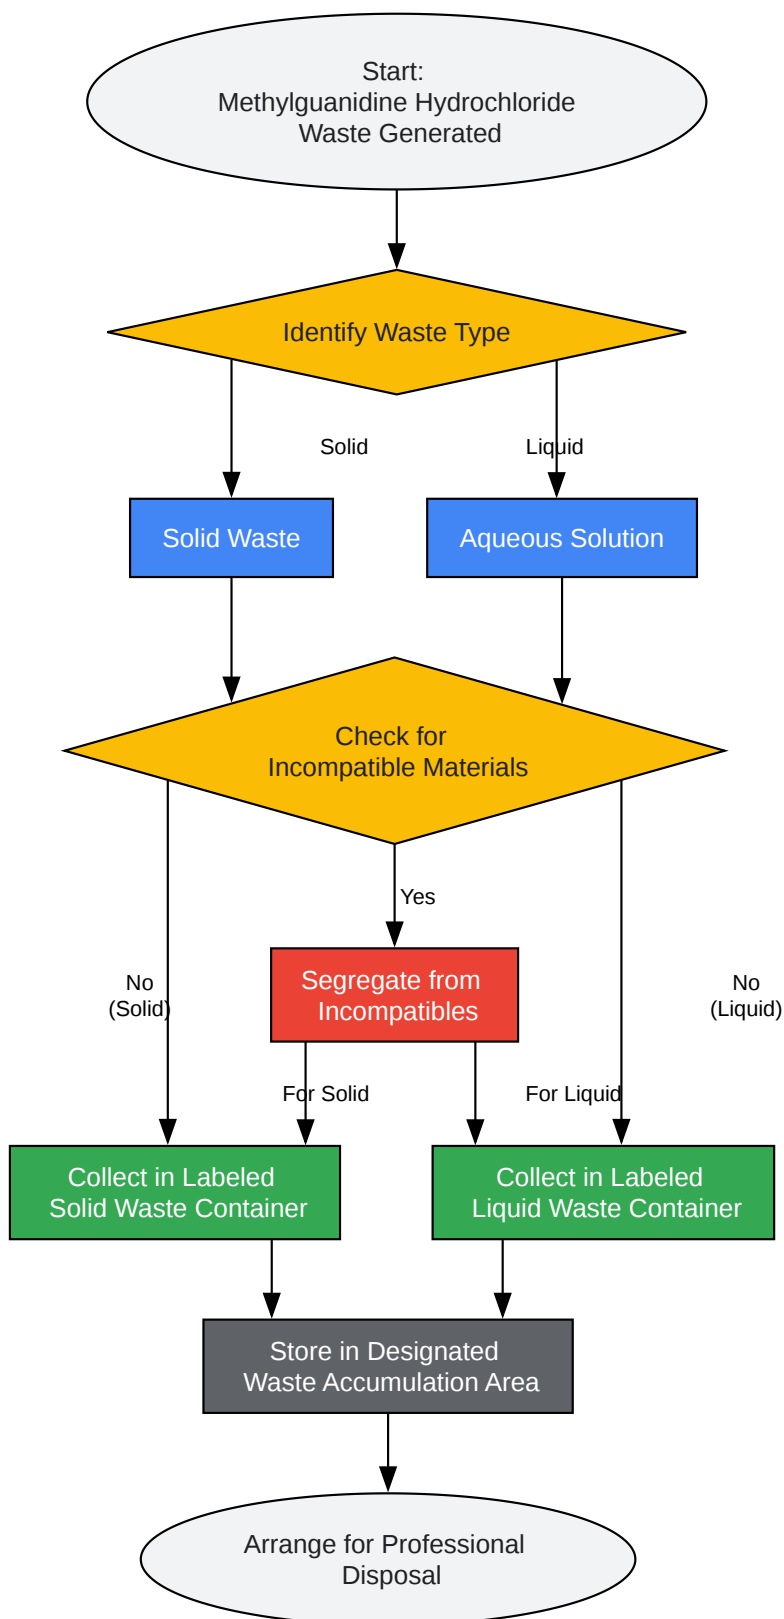 Start:
Methylguanidine Hydrochloride
Waste Generated
Identify Waste Type
Solid
Liquid
Solid Waste
Aqueous Solution
Check for
Incompatible Materials
Yes
No
(Solid)
Segregate from
Incompatibles
No
(Liquid)
For Solid
For Liquid
Collect in Labeled
Solid Waste Container
Collect in Labeled
Liquid Waste Container
Store in Designated
Waste Accumulation Area
Arrange for Professional
Disposal